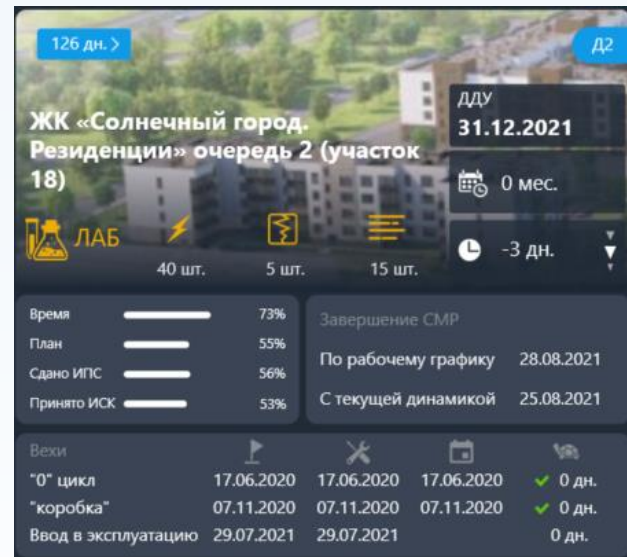 126 дн. >
Д2
ЖК «Солнечный город.
Резиденции» очередь 2 (участок
18)
ДДУ
31.12.2021
0 мес.
-3 дн.
ЛАБ
40 шт.
5 шт.
15 шт.
Время 73%
План 55%
Сдано ИПС 56%
Принято ИСК 53%
Завершение СМР
По рабочему графику 28.08.2021
С текущей динамикой 25.08.2021
Вехи
"0" цикл 17.06.2020 17.06.2020 17.06.2020 0 дн.
"коробка" 07.11.2020 07.11.2020 07.11.2020 0 дн.
Ввод в эксплуатацию 29.07.2021 29.07.2021 0 дн.